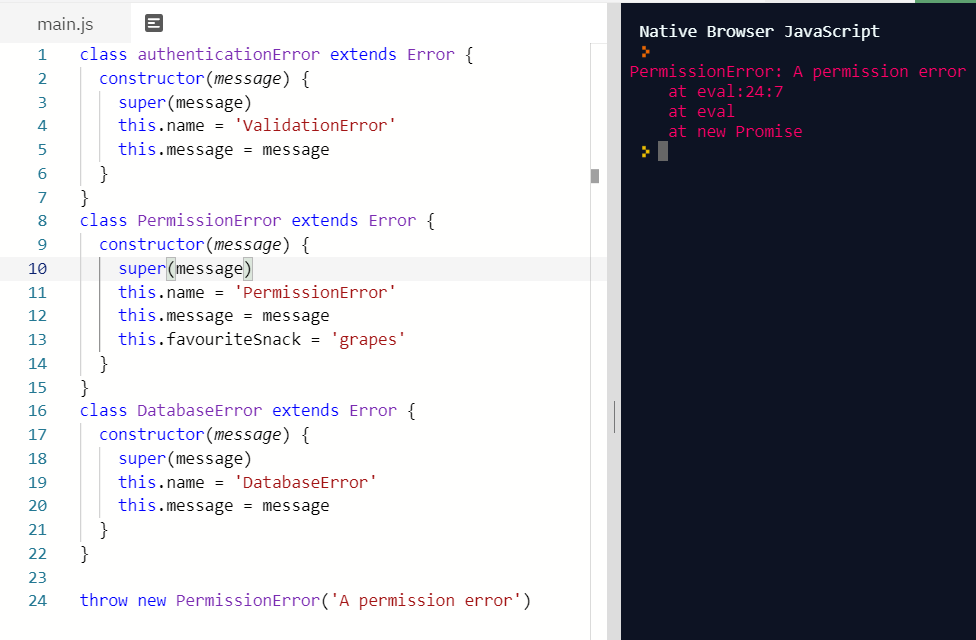 main.js
1 class authenticationError extends Error {
2 constructor(message) {
3 super(message)
4 this.name = 'ValidationError'
5 this.message = message
6 }
7 }
8 class PermissionError extends Error {
9 constructor(message) {
10 super(message)
11 this.name = 'PermissionError'
12 this.message = message
13 this.favouriteSnack = 'grapes'
14 }
15 }
16 class DatabaseError extends Error {
17 constructor(message) {
18 super(message)
19 this.name = 'DatabaseError'
20 this.message = message
21 }
22 }
23
24 throw new PermissionError('A permission error')
Native Browser JavaScript
PermissionError: A permission error
at eval:24:7
at eval
at new Promise